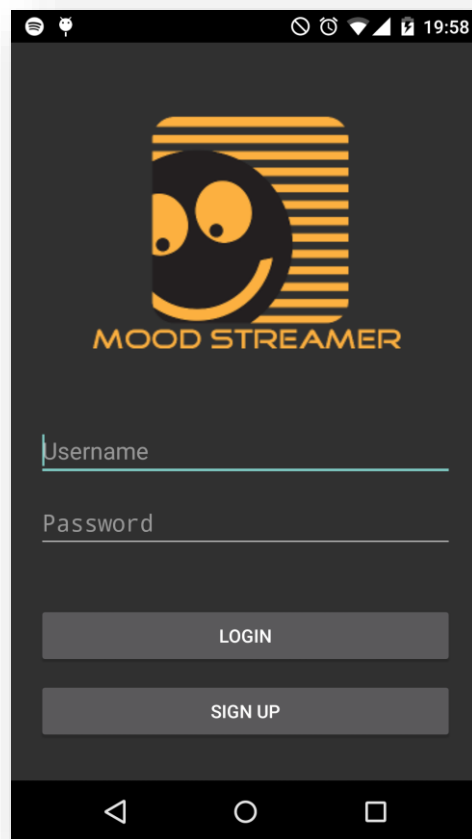 19:58
MOOD STREAMER
Username
Password
LOGIN
SIGN UP